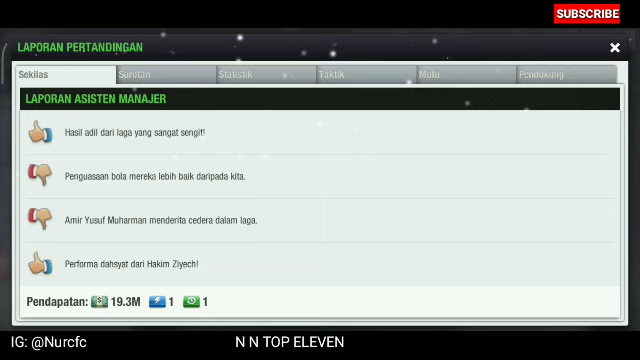 SUBSCRIBE
LAPORAN PERTANDINGAN
Sekilas Sorotan Statistik Taktik Mutu Pendukung
LAPORAN ASISTEN MANAJER
Hasil adil dari laga yang sangat sengit!
Penguasaan bola mereka lebih baik daripada kita.
Amir Yusuf Muharman menderita cedera dalam laga.
Performa dahsyat dari Hakim Ziyech!
Pendapatan: $ 19.3M 1 1
IG: @Nurcfc N N TOP ELEVEN